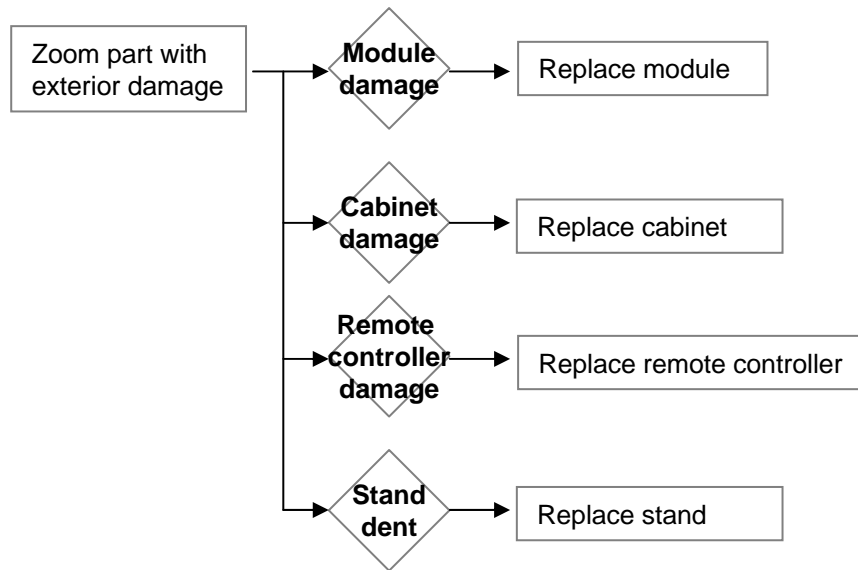 Zoom part with
exterior damage
Module
damage
Replace module
Cabinet
damage
Replace cabinet
Remote
controller
damage
Replace remote controller
Stand
dent
Replace stand